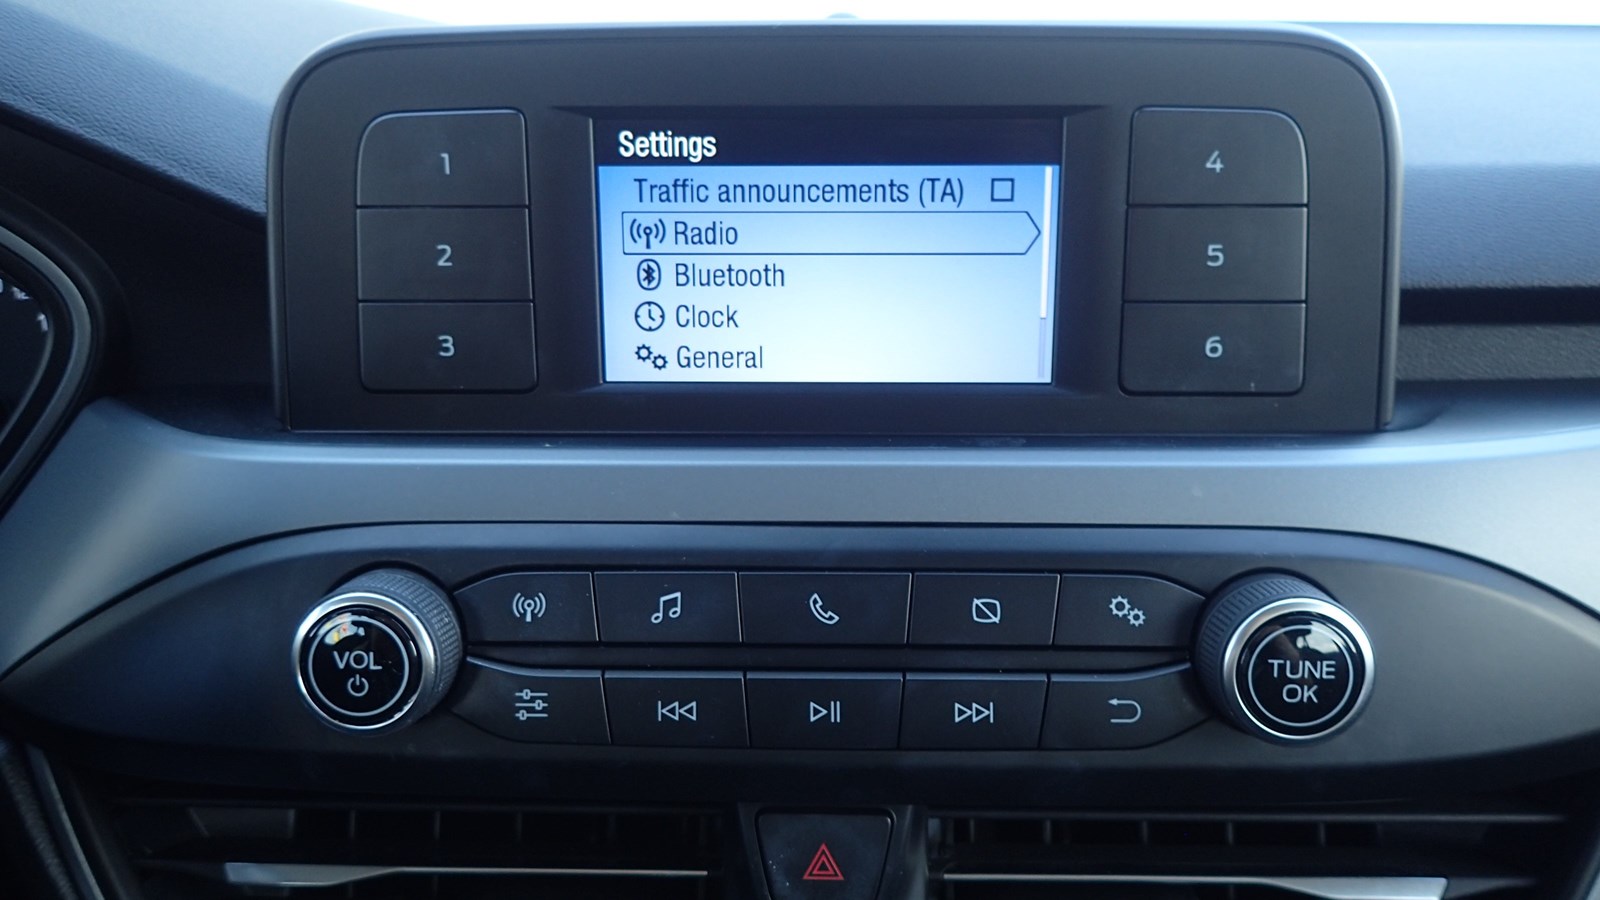 1
2
3
4
5
6
Settings
Traffic announcements (TA)
Radio
Bluetooth
Clock
General
VOL
TUNE
OK